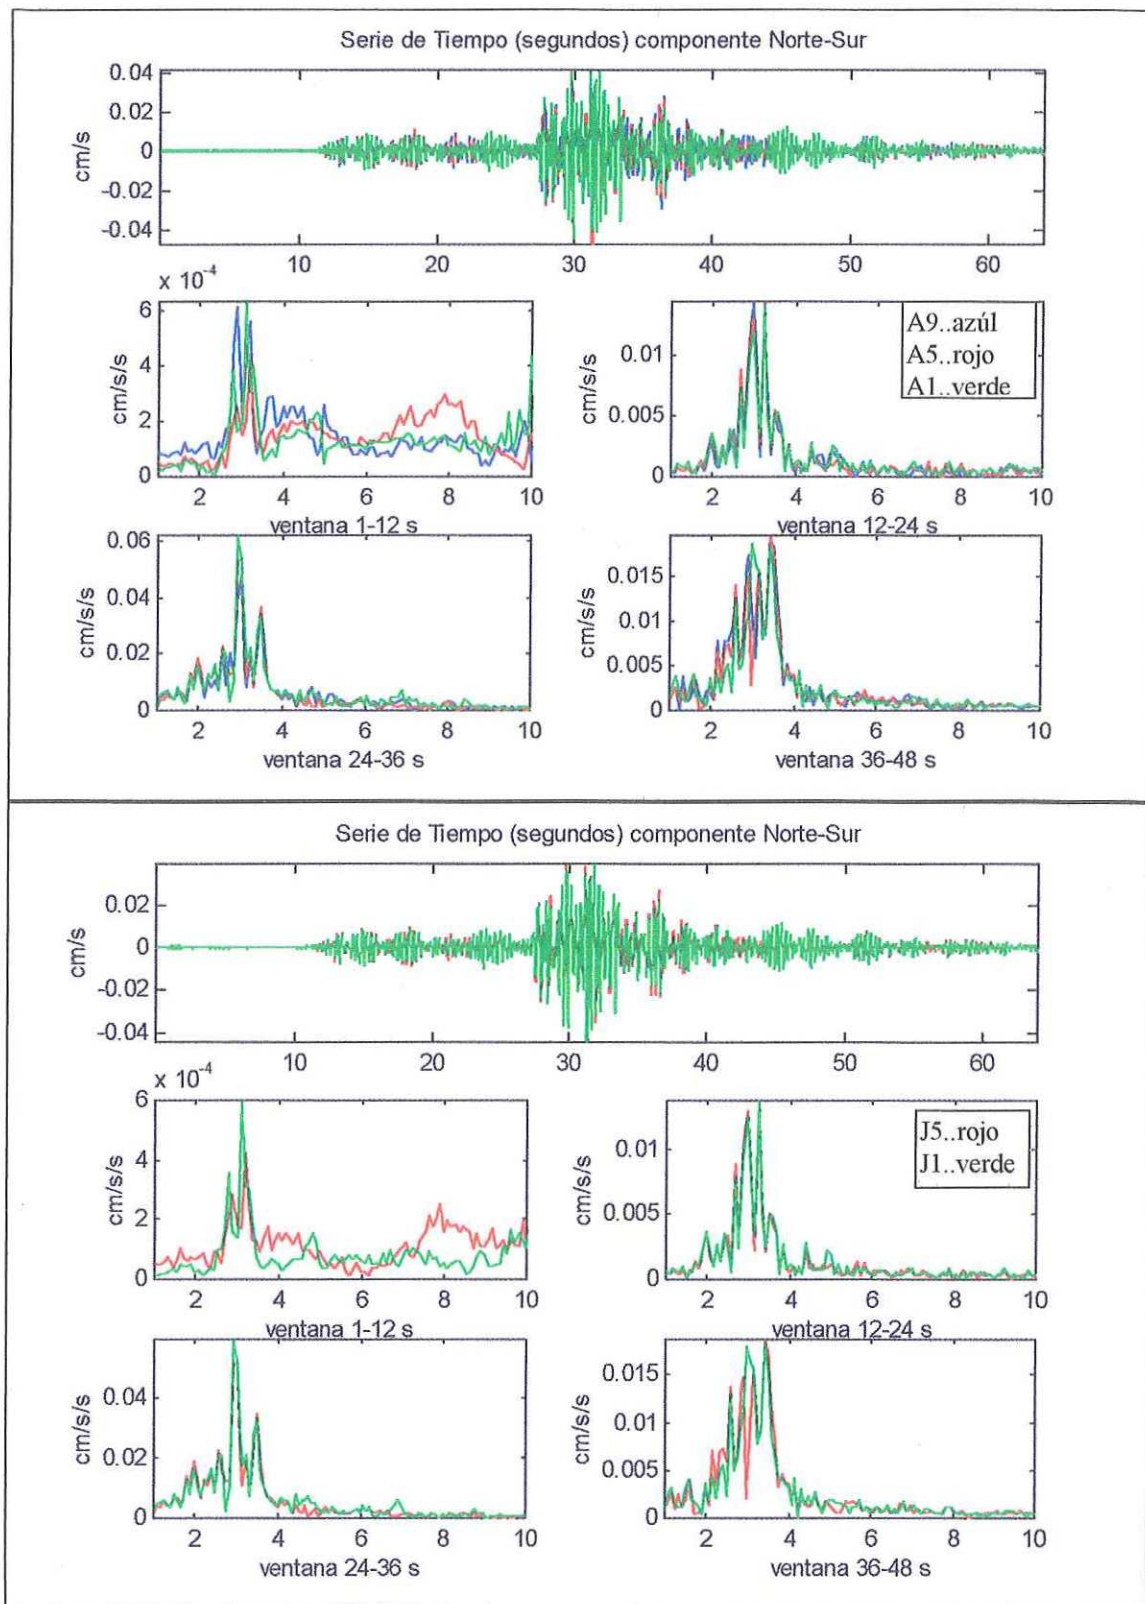 Serie de Tiempo (segundos) componente Norte-Sur
0.04
0.02
0
-0.02
-0.04
cm/s
10 20 30 40 50 60
x 10-4
6
4
2
0
cm/s/s
2 4 6 8 10
ventana 1-12 s
0.01
0.005
0
cm/s/s
A9..azúl
A5..rojo
A1..verde
2 4 6 8 10
ventana 12-24 s
0.06
0.04
0.02
0
cm/s/s
2 4 6 8 10
ventana 24-36 s
0.015
0.01
0.005
0
cm/s/s
2 4 6 8 10
ventana 36-48 s
Serie de Tiempo (segundos) componente Norte-Sur
0.02
0
-0.02
-0.04
cm/s
10 20 30 40 50 60
x 10-4
6
4
2
0
cm/s/s
2 4 6 8 10
ventana 1-12 s
0.01
0.005
0
cm/s/s
J5..rojo
J1..verde
2 4 6 8 10
ventana 12-24 s
0.04
0.02
0
cm/s/s
2 4 6 8 10
ventana 24-36 s
0.015
0.01
0.005
0
cm/s/s
2 4 6 8 10
ventana 36-48 s